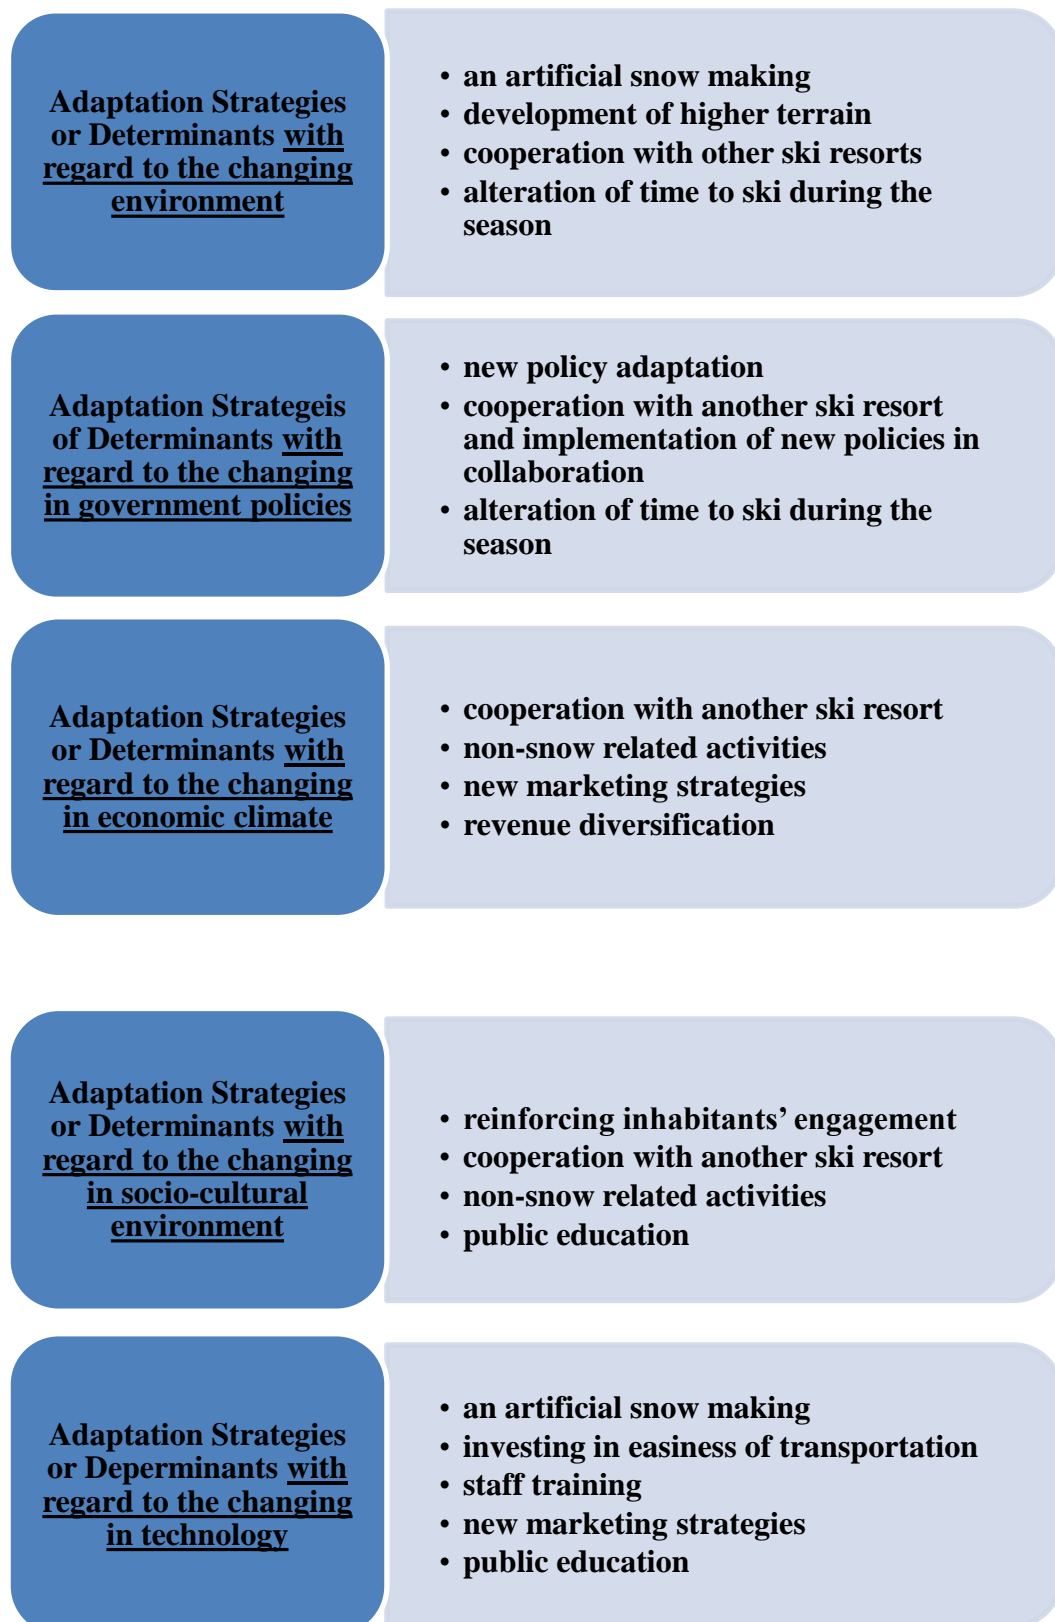 Adaptation Strategies
or Determinants with
regard to the changing
environment
• an artificial snow making
• development of higher terrain
• cooperation with other ski resorts
• alteration of time to ski during the
season
Adaptation Strategeis
of Determinants with
regard to the changing
in government policies
• new policy adaptation
• cooperation with another ski resort
and implementation of new policies in
collaboration
• alteration of time to ski during the
season
Adaptation Strategies
or Determinants with
regard to the changing
in economic climate
• cooperation with another ski resort
• non-snow related activities
• new marketing strategies
• revenue diversification
Adaptation Strategies
or Determinants with
regard to the changing
in socio-cultural
environment
• reinforcing inhabitants’ engagement
• cooperation with another ski resort
• non-snow related activities
• public education
Adaptation Strategies
or Deperminants with
regard to the changing
in technology
• an artificial snow making
• investing in easiness of transportation
• staff training
• new marketing strategies
• public education